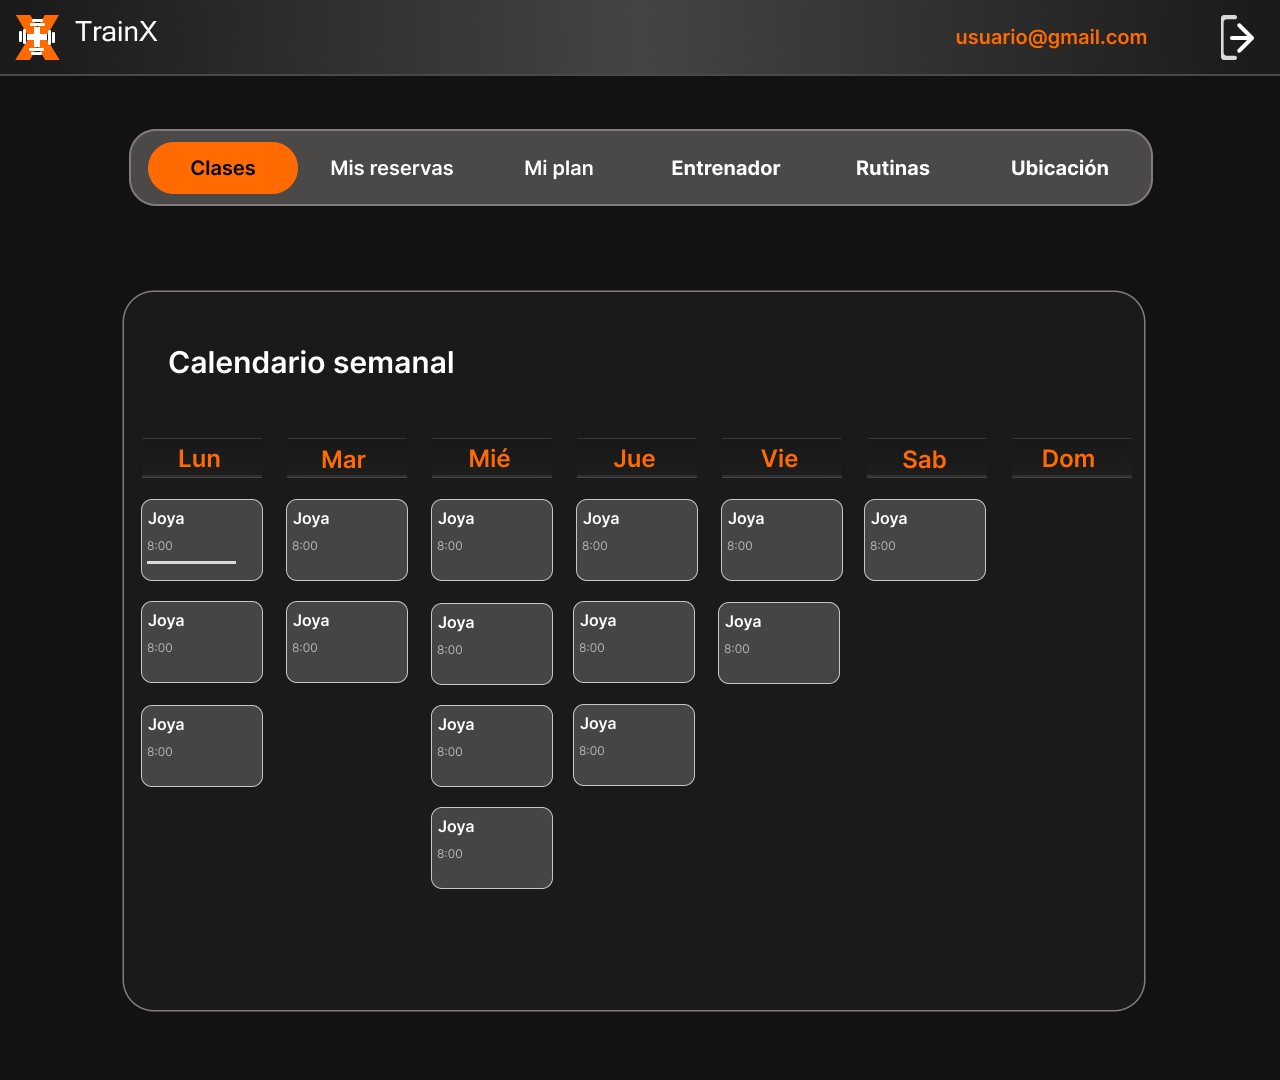 TrainX
usuario@gmail.com
Clases Mis reservas Mi plan Entrenador Rutinas Ubicación
Calendario semanal
Lun Mar Mié Jue Vie Sab Dom
Joya Joya Joya Joya Joya Joya
8:00 8:00 8:00 8:00 8:00 8:00
Joya Joya Joya Joya Joya
8:00 8:00 8:00 8:00 8:00
Joya Joya Joya
8:00 8:00 8:00
Joya
8:00